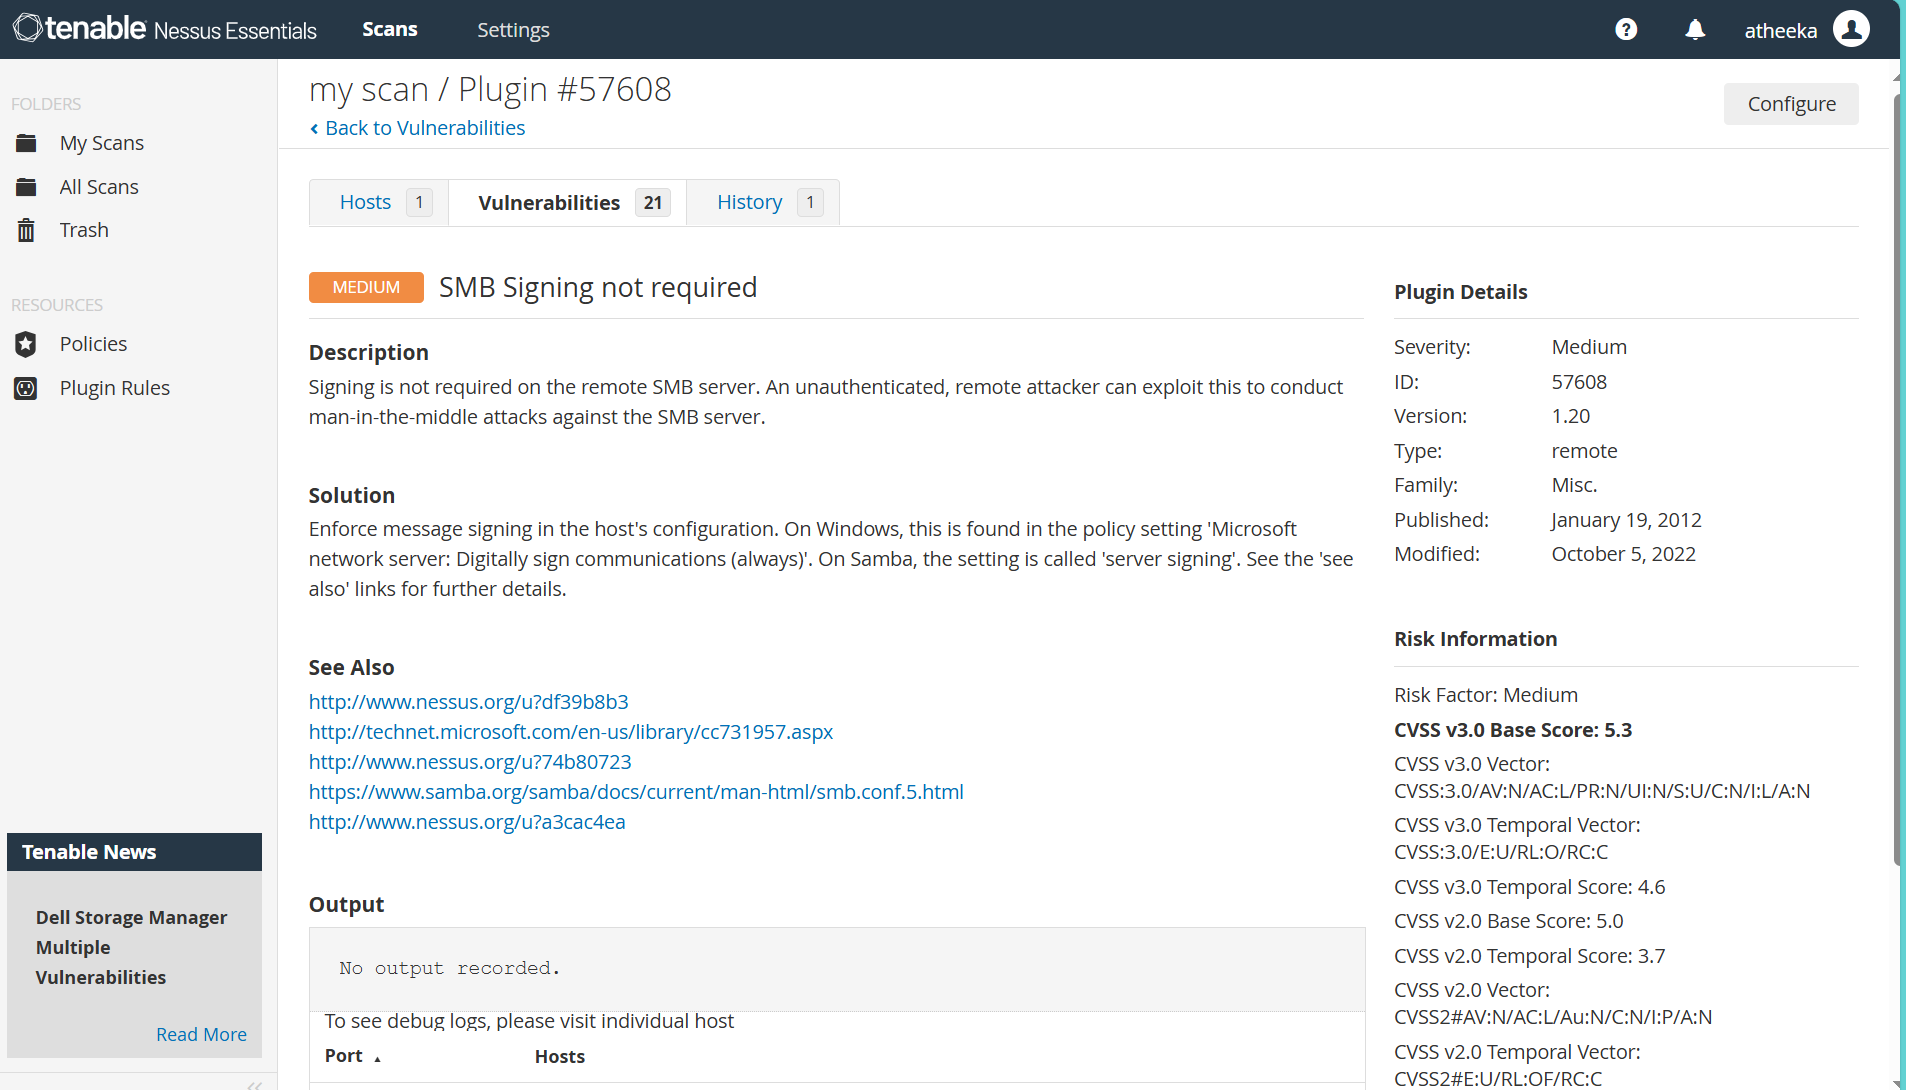 tenable Nessus Essentials
Scans
Settings
?
atheeka
FOLDERS
My Scans
All Scans
Trash
RESOURCES
Policies
Plugin Rules
Tenable News
Dell Storage Manager
Multiple
Vulnerabilities
Read More
my scan / Plugin #57608
‹ Back to Vulnerabilities
Configure
Hosts 1
Vulnerabilities 21
History 1
MEDIUM SMB Signing not required
Description
Signing is not required on the remote SMB server. An unauthenticated, remote attacker can exploit this to conduct
man-in-the-middle attacks against the SMB server.
Solution
Enforce message signing in the host's configuration. On Windows, this is found in the policy setting 'Microsoft
network server: Digitally sign communications (always)'. On Samba, the setting is called 'server signing'. See the 'see
also' links for further details.
See Also
http://www.nessus.org/u?df39b8b3
http://technet.microsoft.com/en-us/library/cc731957.aspx
http://www.nessus.org/u?74b80723
https://www.samba.org/samba/docs/current/man-html/smb.conf.5.html
http://www.nessus.org/u?a3cac4ea
Output
No output recorded.
To see debug logs, please visit individual host
Port ▲ Hosts
Plugin Details
Severity: Medium
ID: 57608
Version: 1.20
Type: remote
Family: Misc.
Published: January 19, 2012
Modified: October 5, 2022
Risk Information
Risk Factor: Medium
CVSS v3.0 Base Score: 5.3
CVSS v3.0 Vector:
CVSS:3.0/AV:N/AC:L/PR:N/UI:N/S:U/C:N/I:L/A:N
CVSS v3.0 Temporal Vector:
CVSS:3.0/E:U/RL:O/RC:C
CVSS v3.0 Temporal Score: 4.6
CVSS v2.0 Base Score: 5.0
CVSS v2.0 Temporal Score: 3.7
CVSS v2.0 Vector:
CVSS2#AV:N/AC:L/Au:N/C:N/I:P/A:N
CVSS v2.0 Temporal Vector:
CVSS2#E:U/RL:OF/RC:C